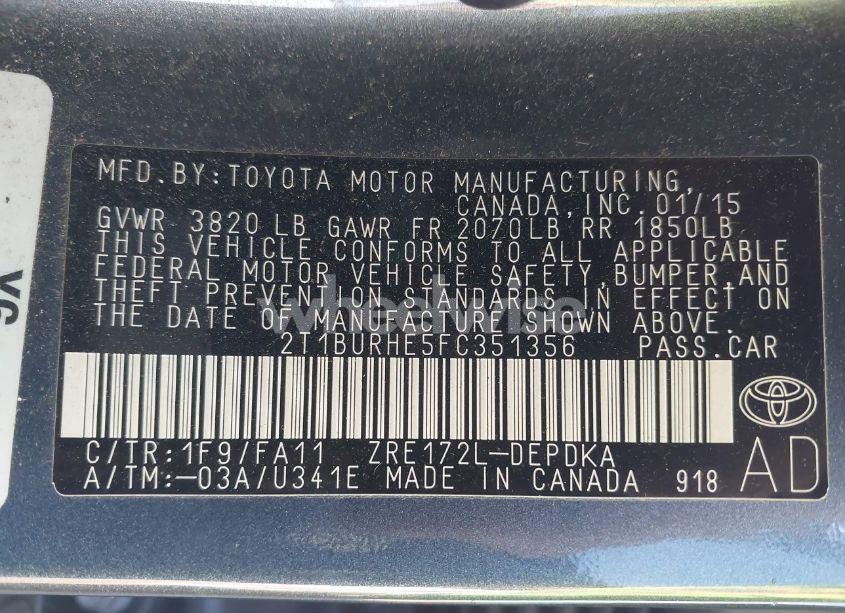 MFD.BY:TOYOTA MOTOR MANUFACTURING,
CANADA,INC.01/15
GVWR 3820 LB GAWR FR 2070LB RR 1850LB
THIS VEHICLE CONFORMS TO ALL APPLICABLE
FEDERAL MOTOR VEHICLE SAFETY,BUMPER,AND
THEFT PREVENTION STANDARDS IN EFFECT ON
THE DATE OF MANUFACTURE SHOWN ABOVE.
wheelwise
2T1BURHE5FC351356 PASS.CAR
C/TR:1F9/FA11 ZRE172L-DEPDKA
A/TM:-03A/U341E MADE IN CANADA 918
AD